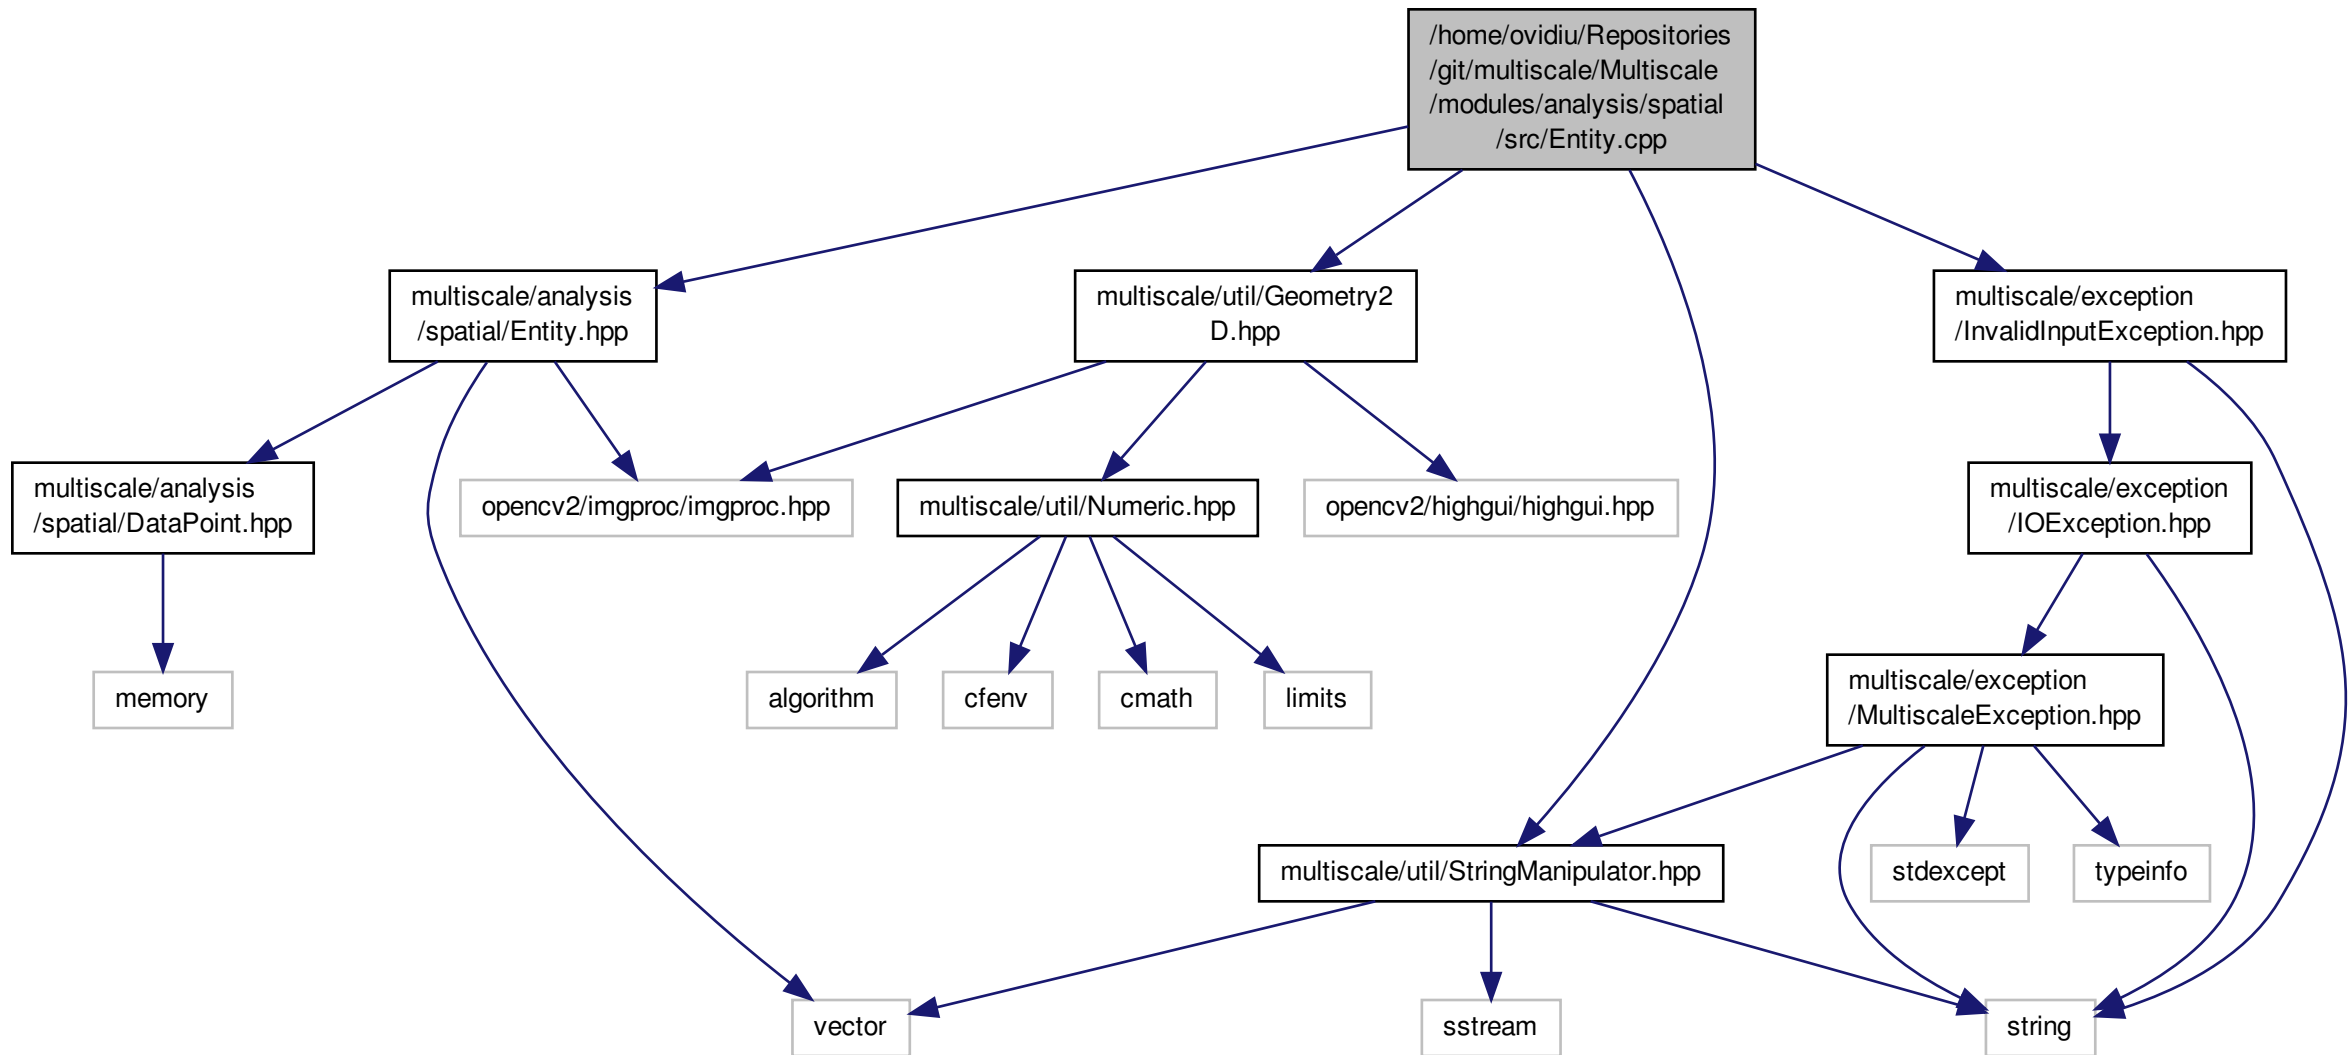 /home/ovidiu/Repositories
/git/multiscale/Multiscale
/modules/analysis/spatial
/src/Entity.cpp
multiscale/analysis
/spatial/Entity.hpp
multiscale/util/Geometry2
D.hpp
multiscale/exception
/InvalidInputException.hpp
multiscale/analysis
/spatial/DataPoint.hpp
opencv2/imgproc/imgproc.hpp
multiscale/util/Numeric.hpp
opencv2/highgui/highgui.hpp
multiscale/exception
/IOException.hpp
memory
algorithm
cfenv
cmath
limits
multiscale/exception
/MultiscaleException.hpp
multiscale/util/StringManipulator.hpp
stdexcept
typeinfo
vector
sstream
string